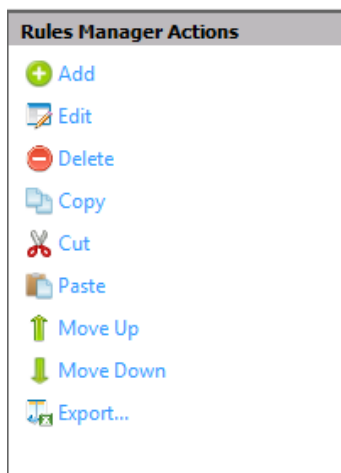 Rules Manager Actions
Add
Edit
Delete
Copy
Cut
Paste
Move Up
Move Down
Export...